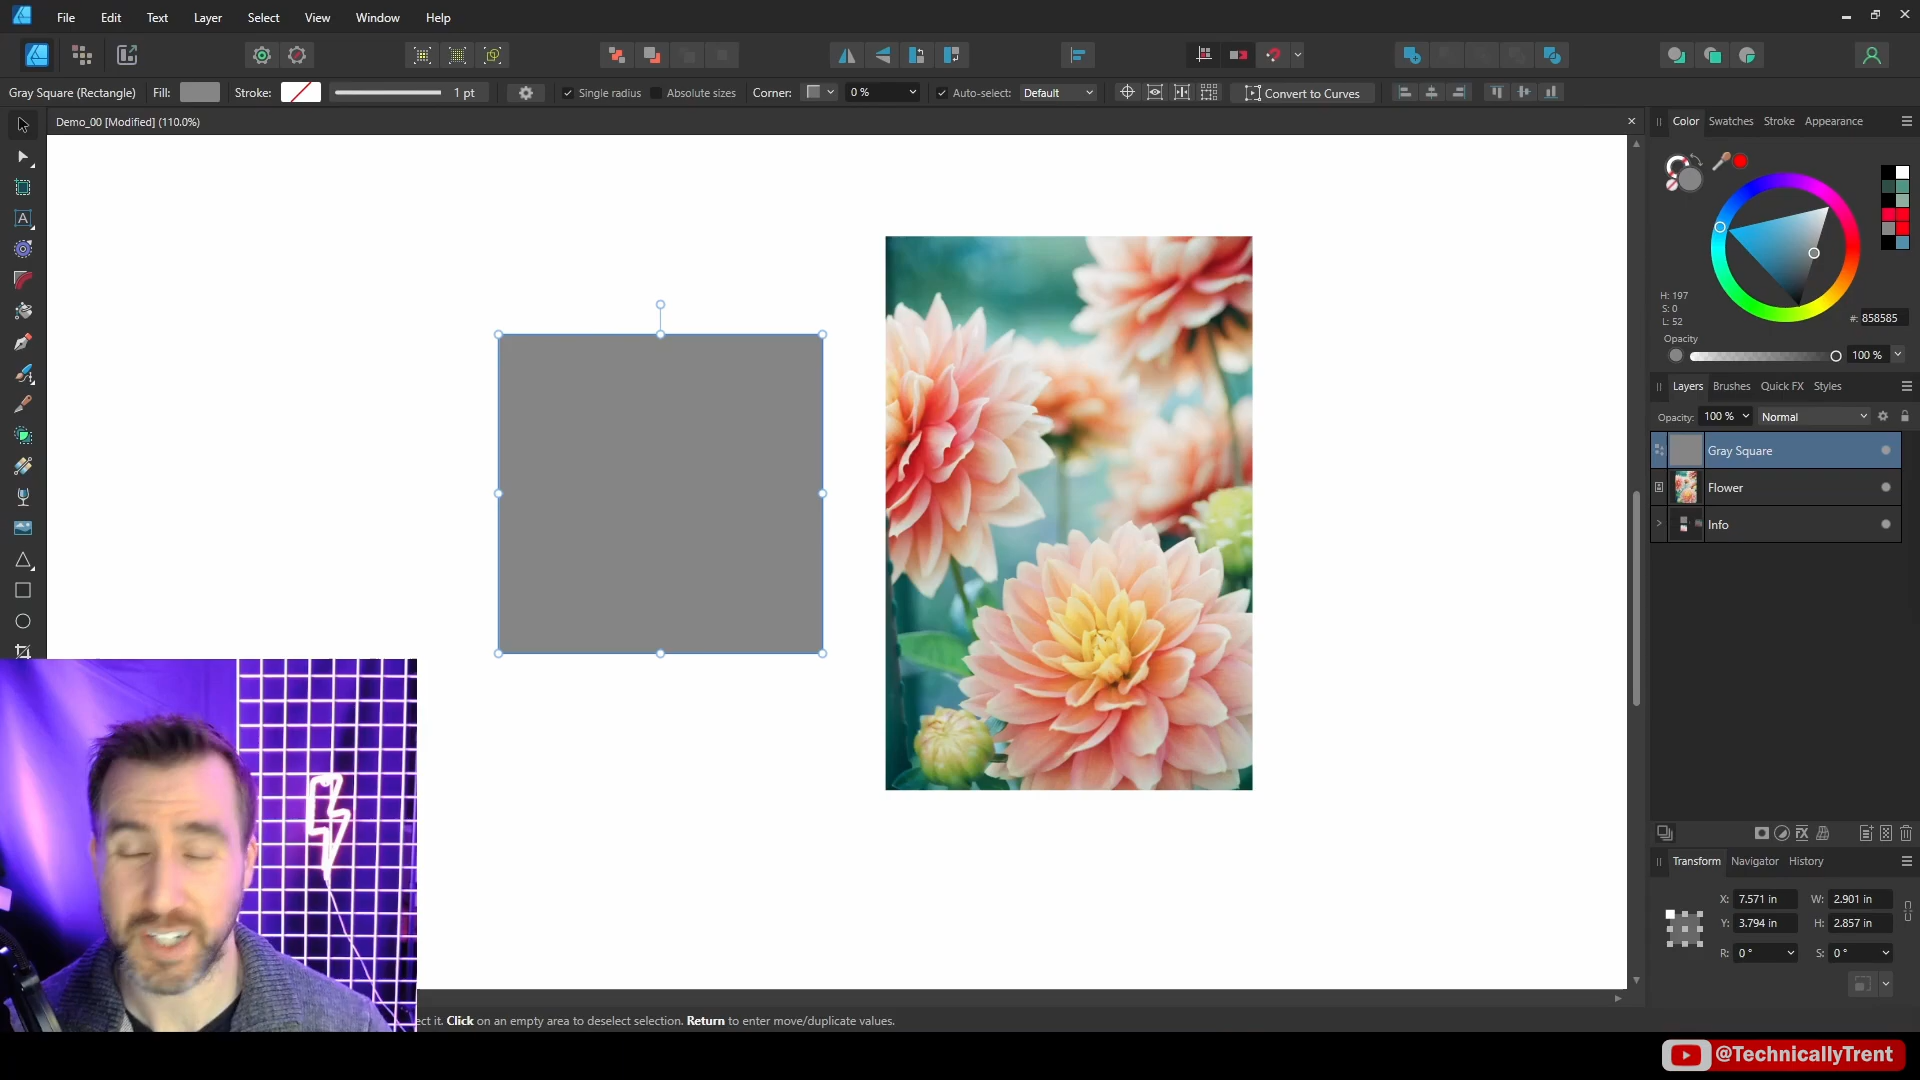 File Edit Text Layer Select View Window Help
Gray Square (Rectangle) Fill: Stroke: 1 pt Single radius Absolute sizes Corner: 0 % Auto-select: Default Convert to Curves
Demo_00 [Modified] (110.0%)
Color Swatches Stroke Appearance
H: 197
S: 0
L: 52
#: 858585
Opacity
100 %
Layers Brushes Quick FX Styles
Opacity: 100 % Normal
Gray Square
Flower
Info
Transform Navigator History
X: 7.571 in W: 2.901 in
Y: 3.794 in H: 2.857 in
R: 0 ° S: 0 °
ect it. Click on an empty area to deselect selection. Return to enter move/duplicate values.
@TechnicallyTrent